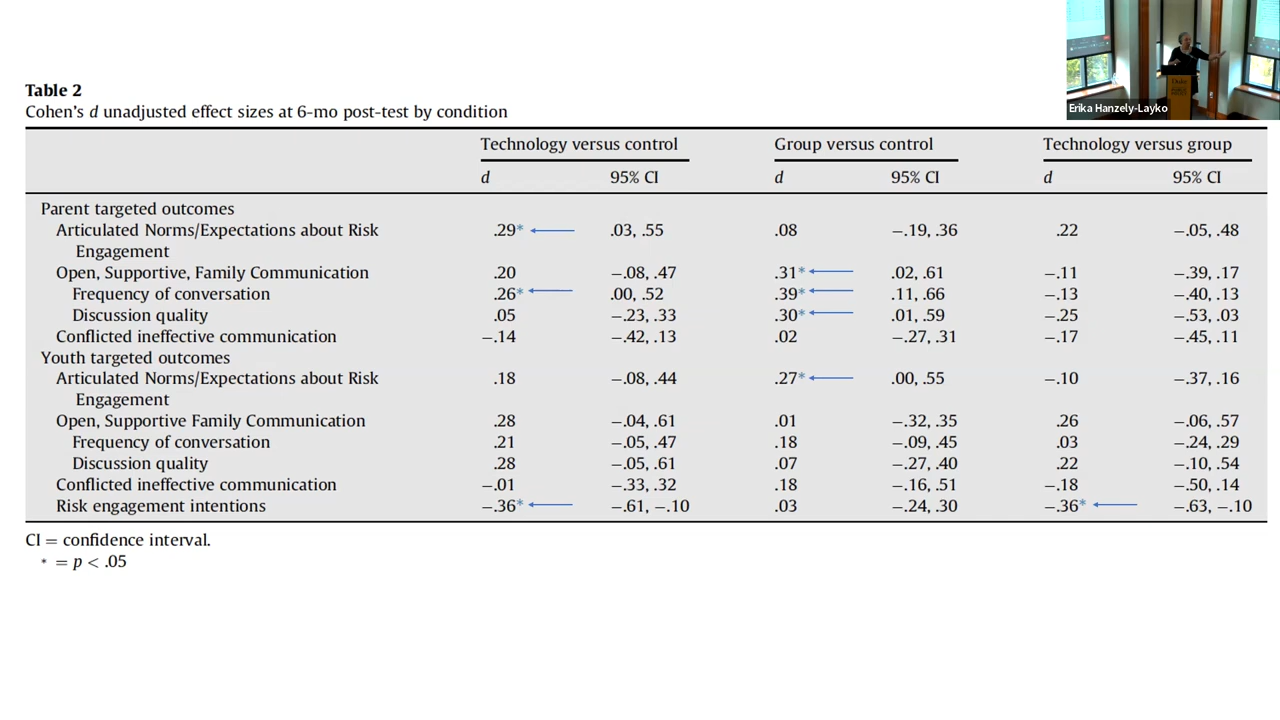 Erika Hanzely-Layko
Duke
Table 2
Cohen's d unadjusted effect sizes at 6-mo post-test by condition
Technology versus control Group versus control Technology versus group
d 95% CI d 95% CI d 95% CI
Parent targeted outcomes
Articulated Norms/Expectations about Risk .29* .03, .55 .08 −.19, .36 .22 −.05, .48
Engagement
Open, Supportive, Family Communication .20 −.08, .47 .31* .02, .61 −.11 −.39, .17
Frequency of conversation .26* .00, .52 .39* .11, .66 −.13 −.40, .13
Discussion quality .05 −.23, .33 .30* .01, .59 −.25 −.53, .03
Conflicted ineffective communication −.14 −.42, .13 .02 −.27, .31 −.17 −.45, .11
Youth targeted outcomes
Articulated Norms/Expectations about Risk .18 −.08, .44 .27* .00, .55 −.10 −.37, .16
Engagement
Open, Supportive Family Communication .28 −.04, .61 .01 −.32, .35 .26 −.06, .57
Frequency of conversation .21 −.05, .47 .18 −.09, .45 .03 −.24, .29
Discussion quality .28 −.05, .61 .07 −.27, .40 .22 −.10, .54
Conflicted ineffective communication −.01 −.33, .32 .18 −.16, .51 −.18 −.50, .14
Risk engagement intentions −.36* −.61, −.10 .03 −.24, .30 −.36* −.63, −.10
CI = confidence interval.
* = p < .05